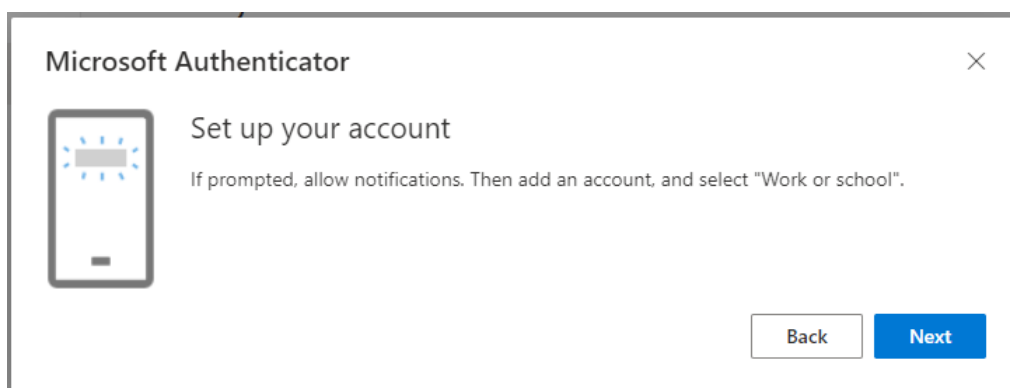 Microsoft Authenticator
Set up your account
If prompted, allow notifications. Then add an account, and select "Work or school".
Back
Next